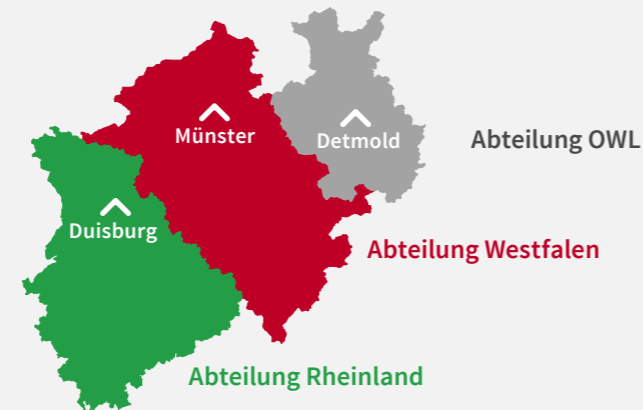 Münster
Detmold
Abteilung OWL
Duisburg
Abteilung Westfalen
Abteilung Rheinland